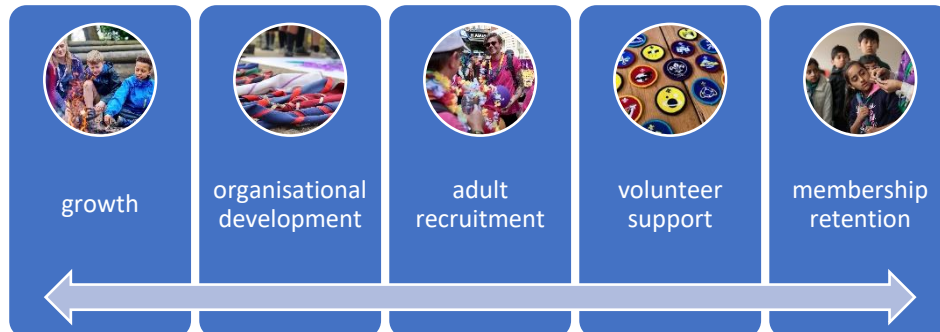 growth
organisational
development
adult
recruitment
volunteer
support
membership
retention